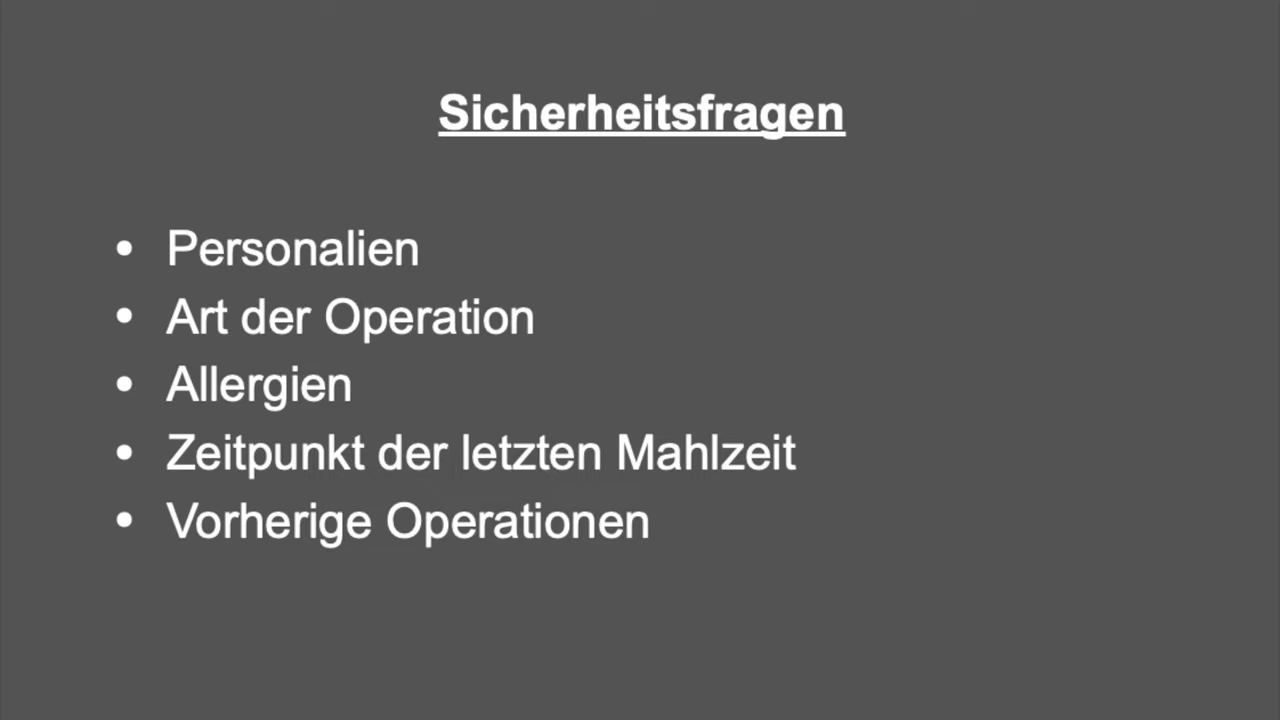 Sicherheitsfragen
• Personalien
• Art der Operation
• Allergien
• Zeitpunkt der letzten Mahlzeit
• Vorherige Operationen